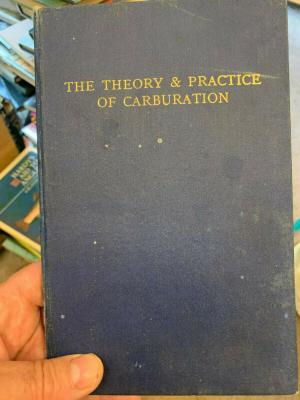 THE THEORY & PRACTICE
OF CARBURATION